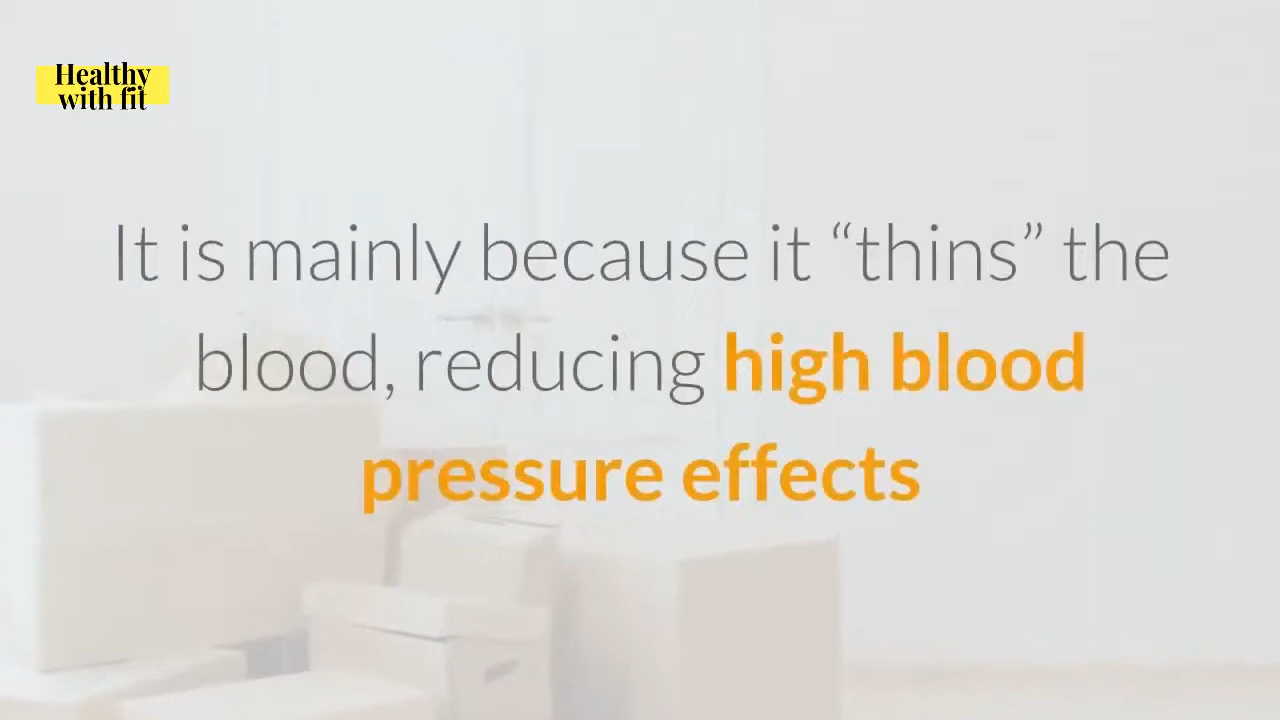 Healthy
with fit
It is mainly because it “thins” the
blood, reducing high blood
pressure effects